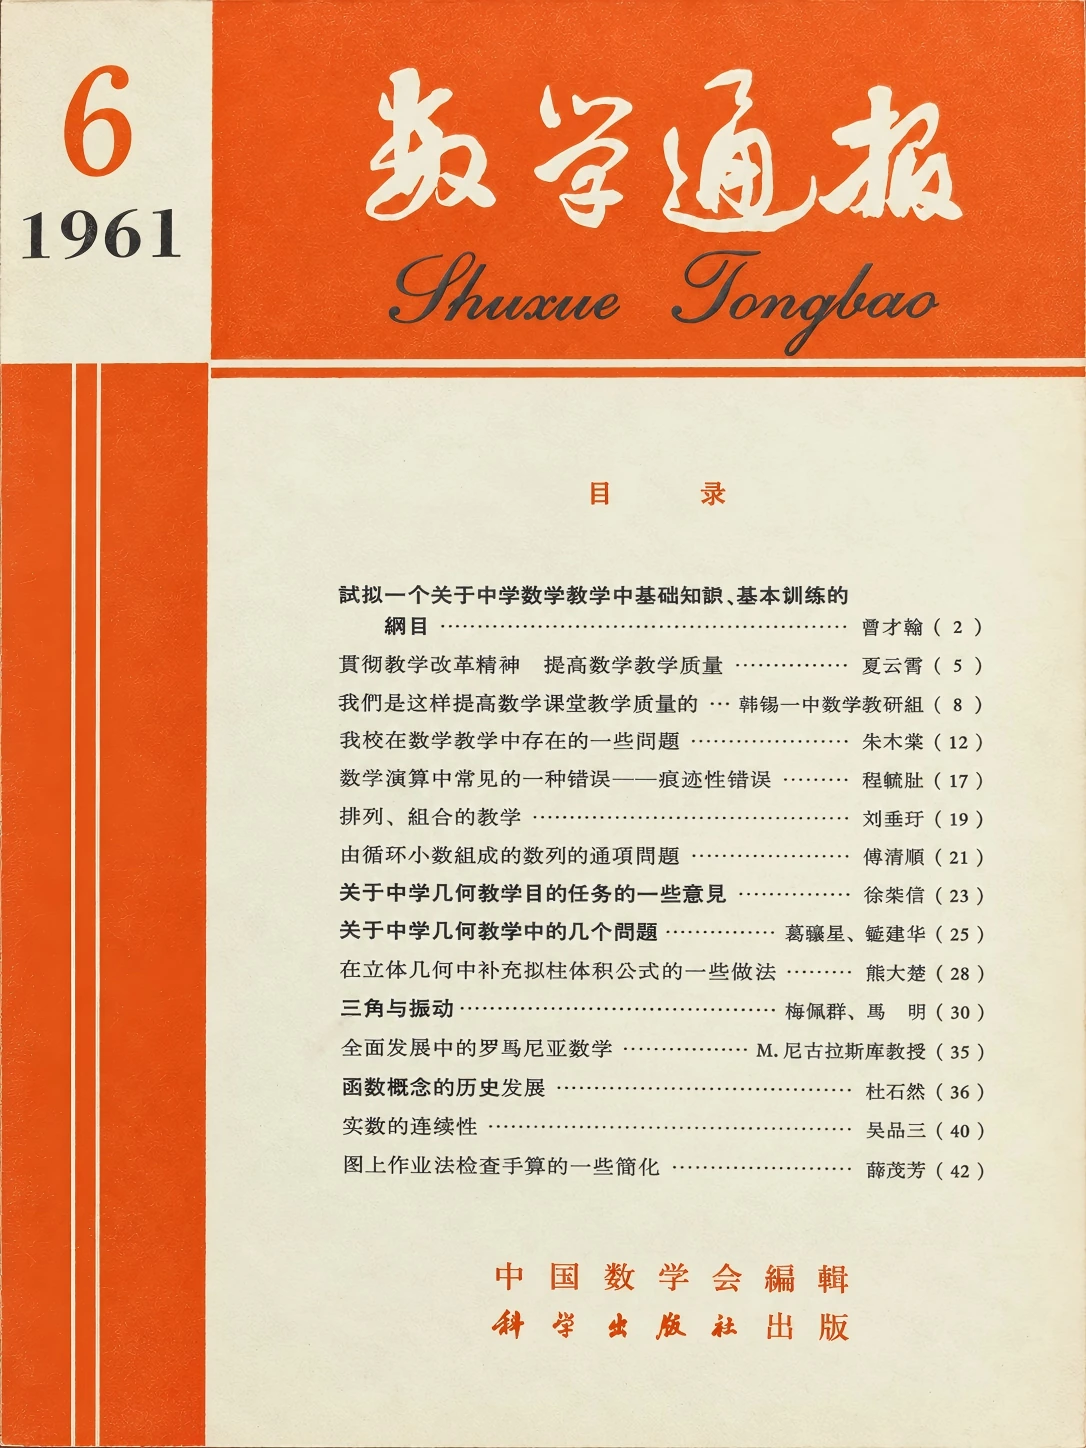 6
1961
数学通报
Shuxue Tongbao
目 录
試拟一个关于中学数学教学中基础知識、基本训练的
綱目 ………………………………………… 曾才翰 ( 2 )
貫彻教学改革精神 提高数学教学质量 …………… 夏云霄 ( 5 )
我們是这样提高数学课堂教学质量的 … 韩锡一中数学教研組 ( 8 )
我校在数学教学中存在的一些問題 ………………… 朱木棠 ( 12 )
数学演算中常见的一种错误——痕迹性错误 ……… 程毓 ( 17 )
排列、組合的教学 …………………………………… 刘垂玗 ( 19 )
由循环小数組成的数列的通項問題 ………………… 傅清順 ( 21 )
关于中学几何教学目的任务的一些意見 …………… 徐信 ( 23 )
关于中学几何教学中的几个問題 …………… 葛星、建华 ( 25 )
在立体几何中补充拟柱体积公式的一些做法 ……… 熊大楚 ( 28 )
三角与振动 …………………………………… 梅佩群、馬 明 ( 30 )
全面发展中的罗馬尼亚数学 ……………… M. 尼古拉斯库教授 ( 35 )
函数概念的历史发展 ………………………………… 杜石然 ( 36 )
实数的连续性 ………………………………………… 吴品三 ( 40 )
图上作业法检查手算的一些簡化 …………………… 薛茂芳 ( 42 )
中国数学会編輯
科学出版社出版